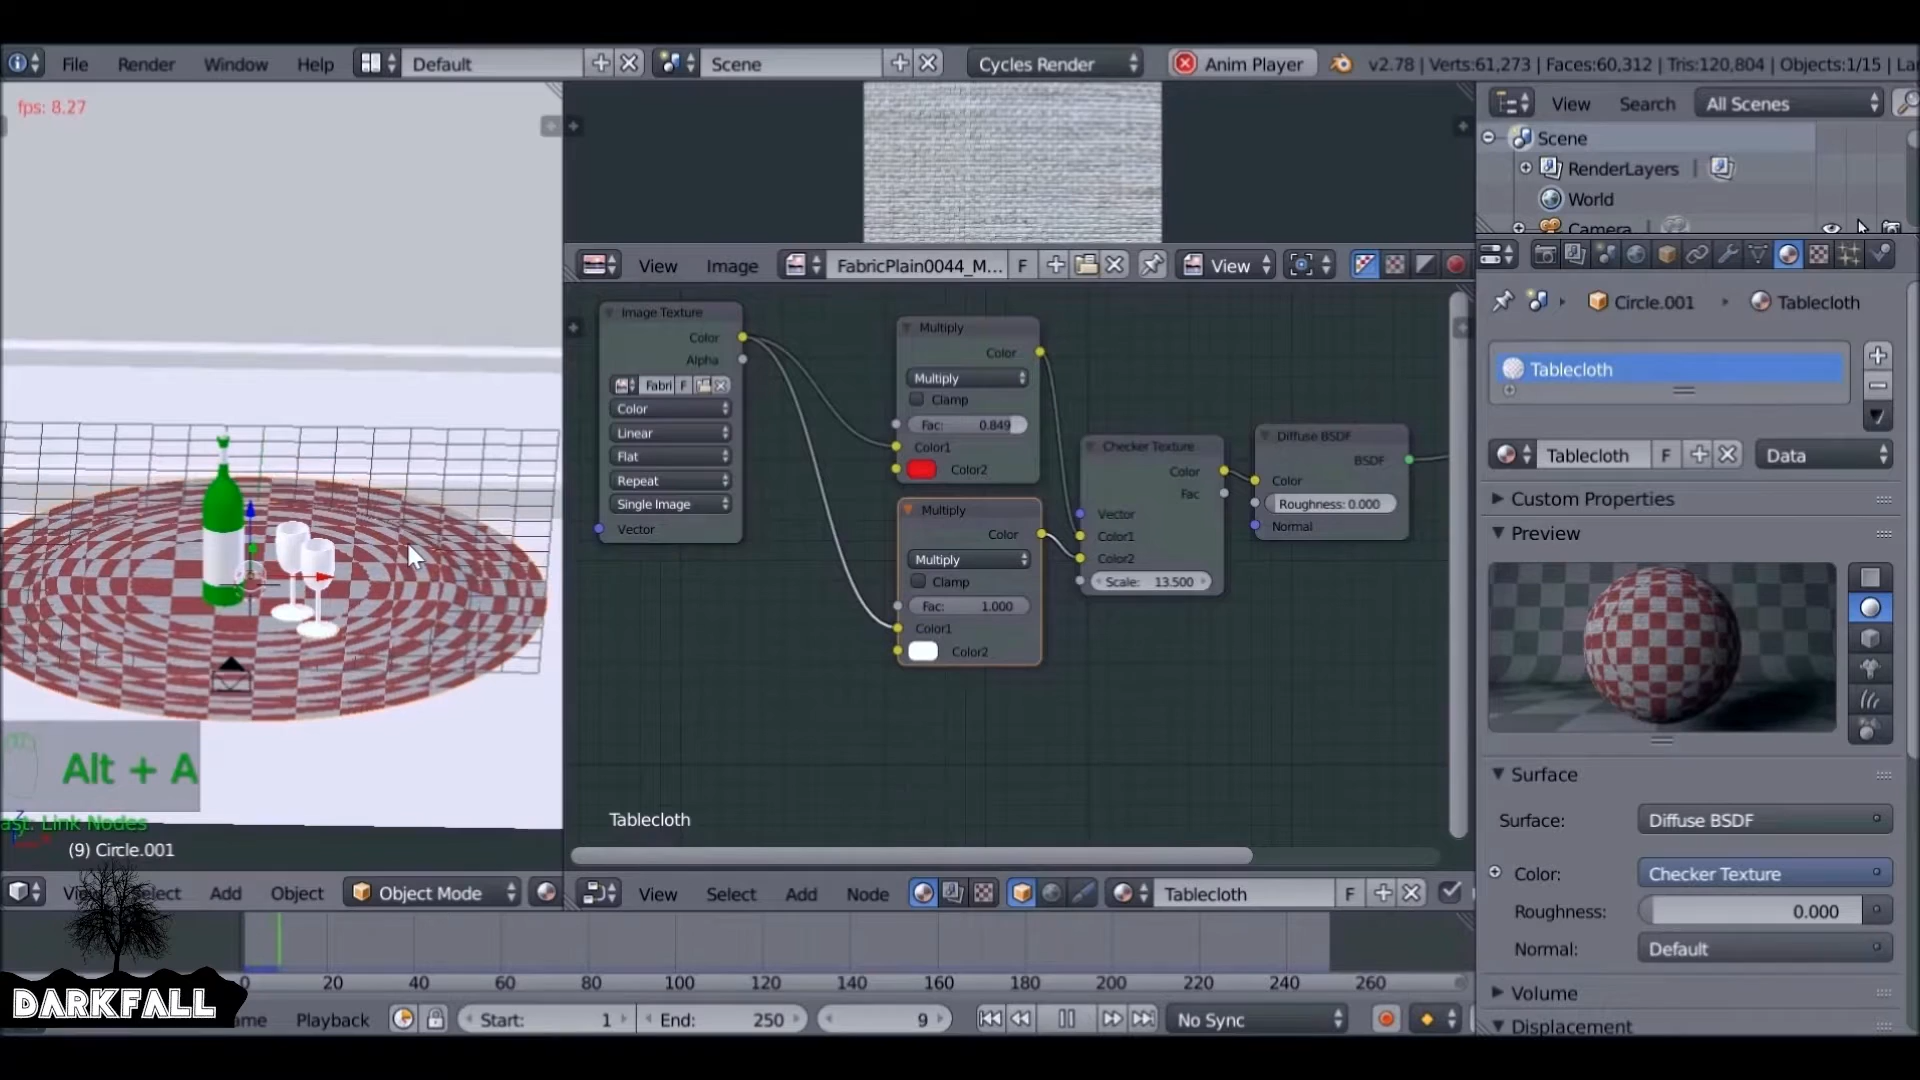 File Render Window Help Default Scene Cycles Render Anim Player v2.78 | Verts:61,273 | Faces:60,312 | Tris:120,804 | Objects:1/15 | La
fps: 8.27
View Search All Scenes
Scene
RenderLayers |
World
Camera |
View Image FabricPlain0044_M... F View
Circle.001 Tablecloth
Tablecloth
Tablecloth F Data
Custom Properties
Preview
Surface
Surface: Diffuse BSDF
Color: Checker Texture
Roughness: 0.000
Normal: Default
Volume
Displacement
Image Texture
Color
Alpha
Fabri F
Color
Linear
Flat
Repeat
Single Image
Vector
Multiply
Color
Multiply
Clamp
Fac: 0.849
Color1
Color2
Multiply
Color
Multiply
Clamp
Fac: 1.000
Color1
Color2
Checker Texture
Color
Fac
Vector
Color1
Color2
Scale: 13.500
Diffuse BSDF
BSDF
Color
Roughness: 0.000
Normal
Tablecloth
Alt + A
Link Nodes
(9) Circle.001
Add Object Object Mode
View Select Add Node Tablecloth F
0 20 40 60 80 100 120 140 160 180 200 220 240 260
Playback Start: 1 End: 250 9 No Sync
DARKFALL